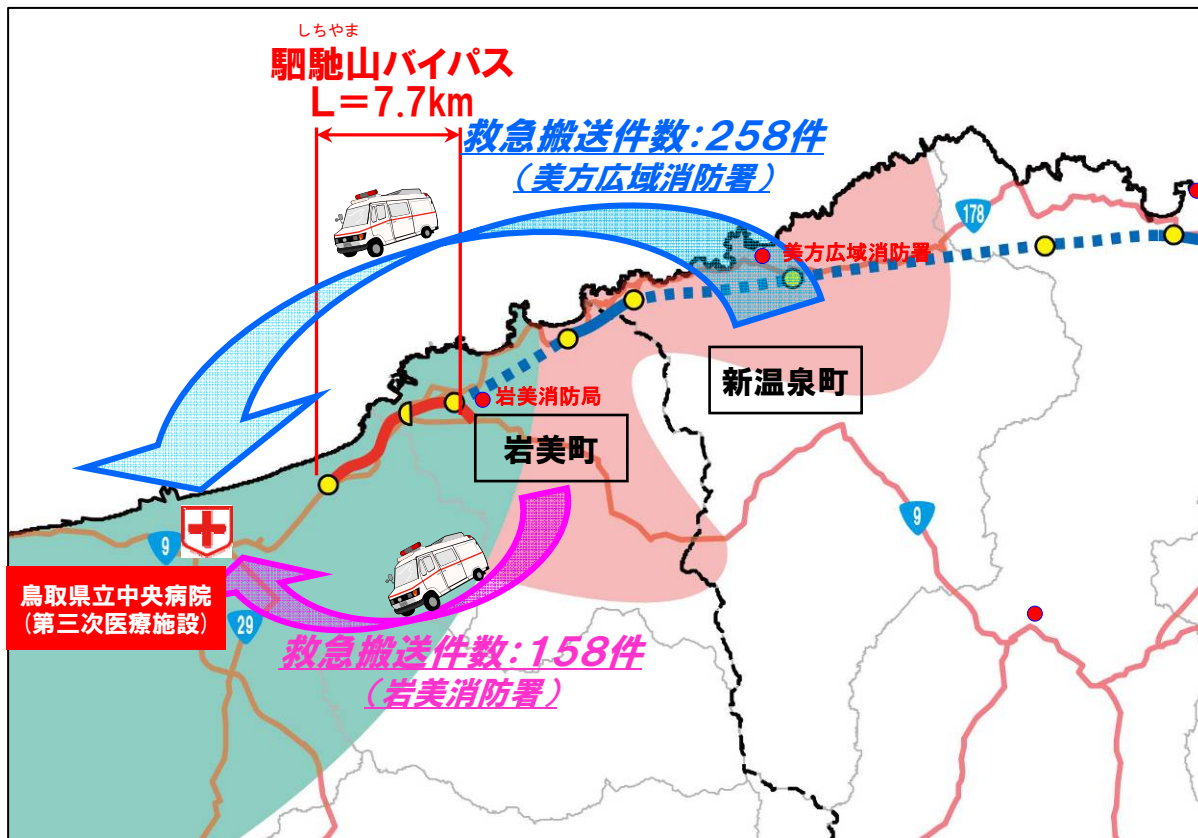 しちやま
駟馳山バイパス
L=7.7km
救急搬送件数:258件
(美方広域消防署)
178
美方広域消防署
新温泉町
岩美消防局
岩美町
9
9
鳥取県立中央病院
(第三次医療施設)
29
救急搬送件数:158件
(岩美消防署)